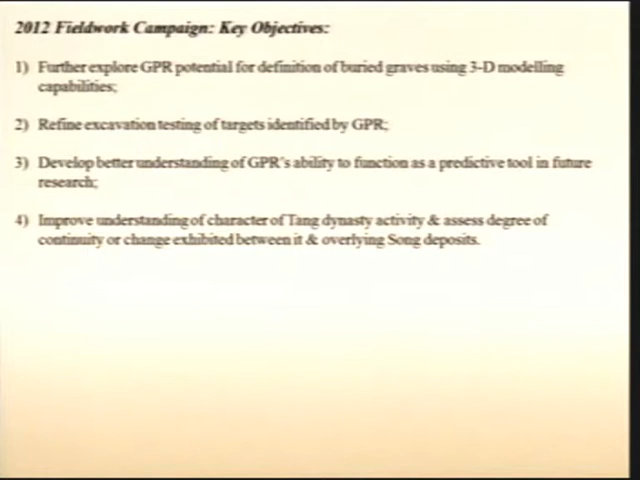 2012 Fieldwork Campaign: Key Objectives:
1) Further explore GPR potential for definition of buried graves using 3-D modelling
capabilities;
2) Refine excavation testing of targets identified by GPR;
3) Develop better understanding of GPR's ability to function as a predictive tool in future
research;
4) Improve understanding of character of Tang dynasty activity & assess degree of
continuity or change exhibited between it & overlying Song deposits.